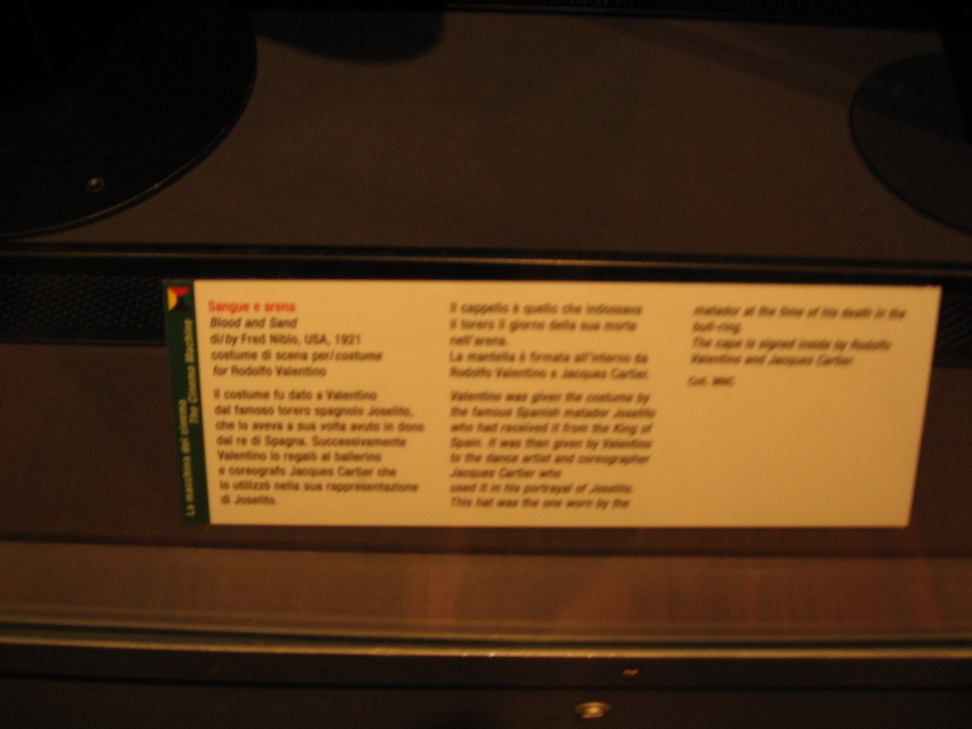 La macchina del cinema
The Cinema Machine
Sangue e arena
Blood and Sand
di/by Fred Niblo, USA, 1921
costume di scena per/costume
for Rodolfo Valentino
Il costume fu dato a Valentino
dal famoso torero spagnolo Joselito,
che lo aveva a sua volta avuto in dono
dal re di Spagna. Successivamente
Valentino lo regalò al ballerino
e coreografo Jacques Cartier che
lo utilizzò nella sua rappresentazione
di Joselito.
Il cappello è quello che indossava
il torero il giorno della sua morte
nell'arena.
La mantella è firmata all'interno da
Rodolfo Valentino e Jacques Cartier.
Valentino was given the costume by
the famous Spanish matador Joselito
who had received it from the King of
Spain. It was then given by Valentino
to the dance artist and coreographer
Jacques Cartier who
used it in his portrayal of Joselito.
This hat was the one worn by the
matador at the time of his death in the
bull-ring.
The cape is signed inside by Rodolfo
Valentino and Jacques Cartier.
Coll. MNC